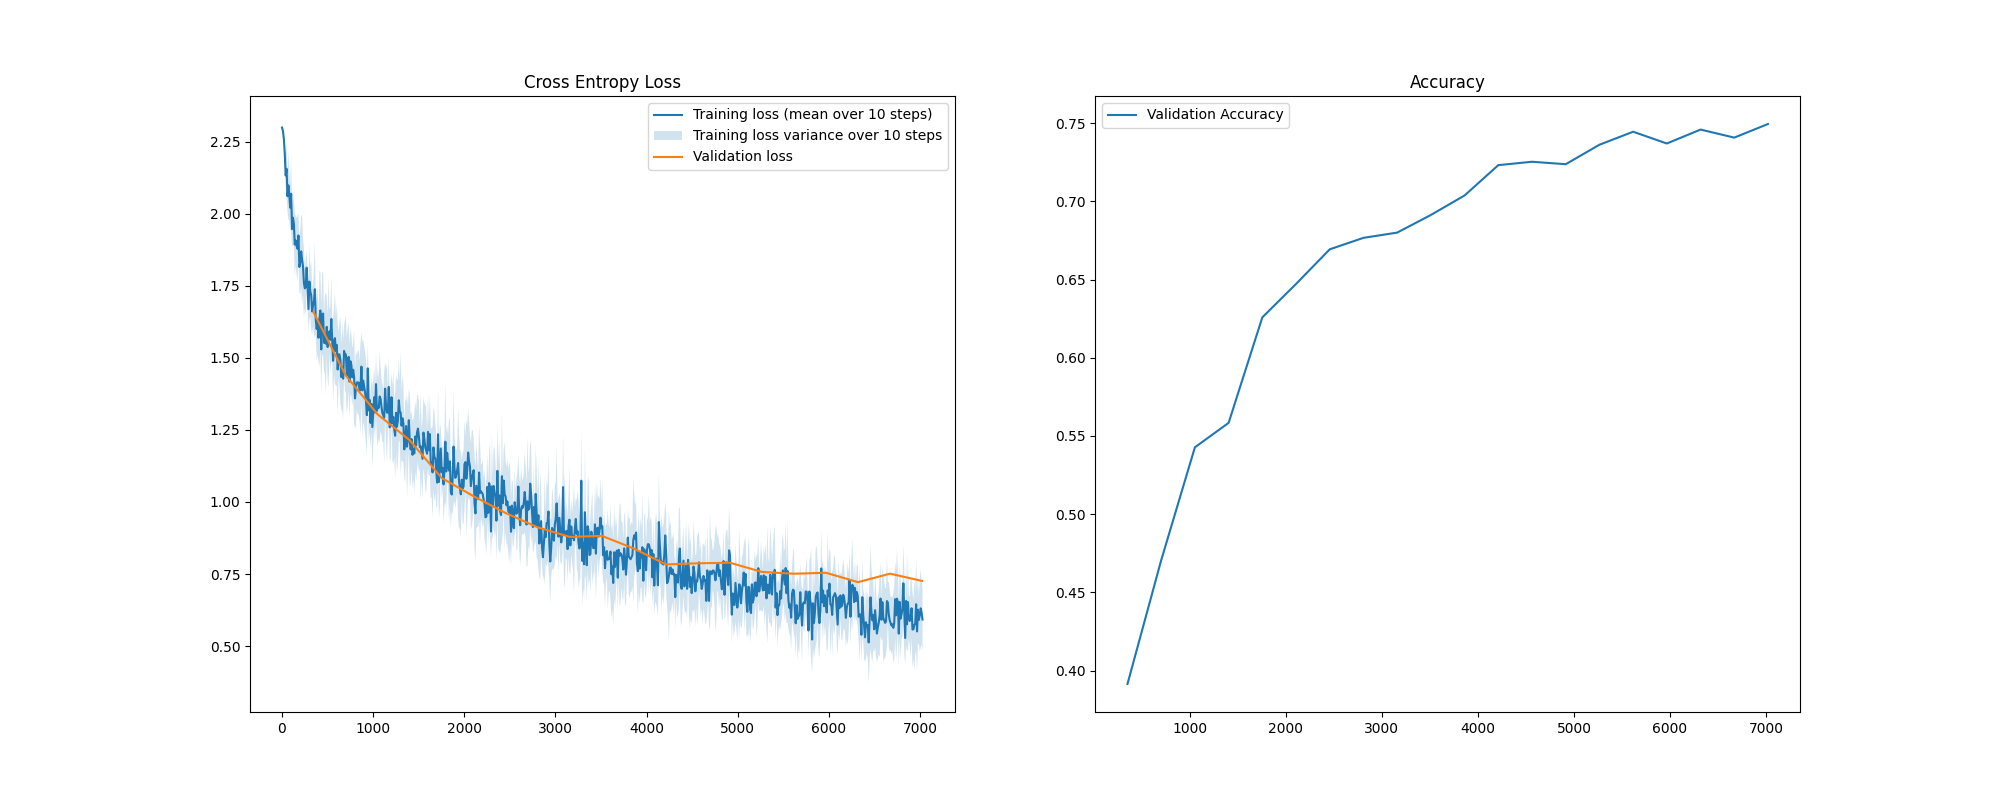 Cross Entropy Loss
Training loss (mean over 10 steps)
Training loss variance over 10 steps
Validation loss
2.25
2.00
1.75
1.50
1.25
1.00
0.75
0.50
0 1000 2000 3000 4000 5000 6000 7000
Accuracy
Validation Accuracy
0.75
0.70
0.65
0.60
0.55
0.50
0.45
0.40
1000 2000 3000 4000 5000 6000 7000